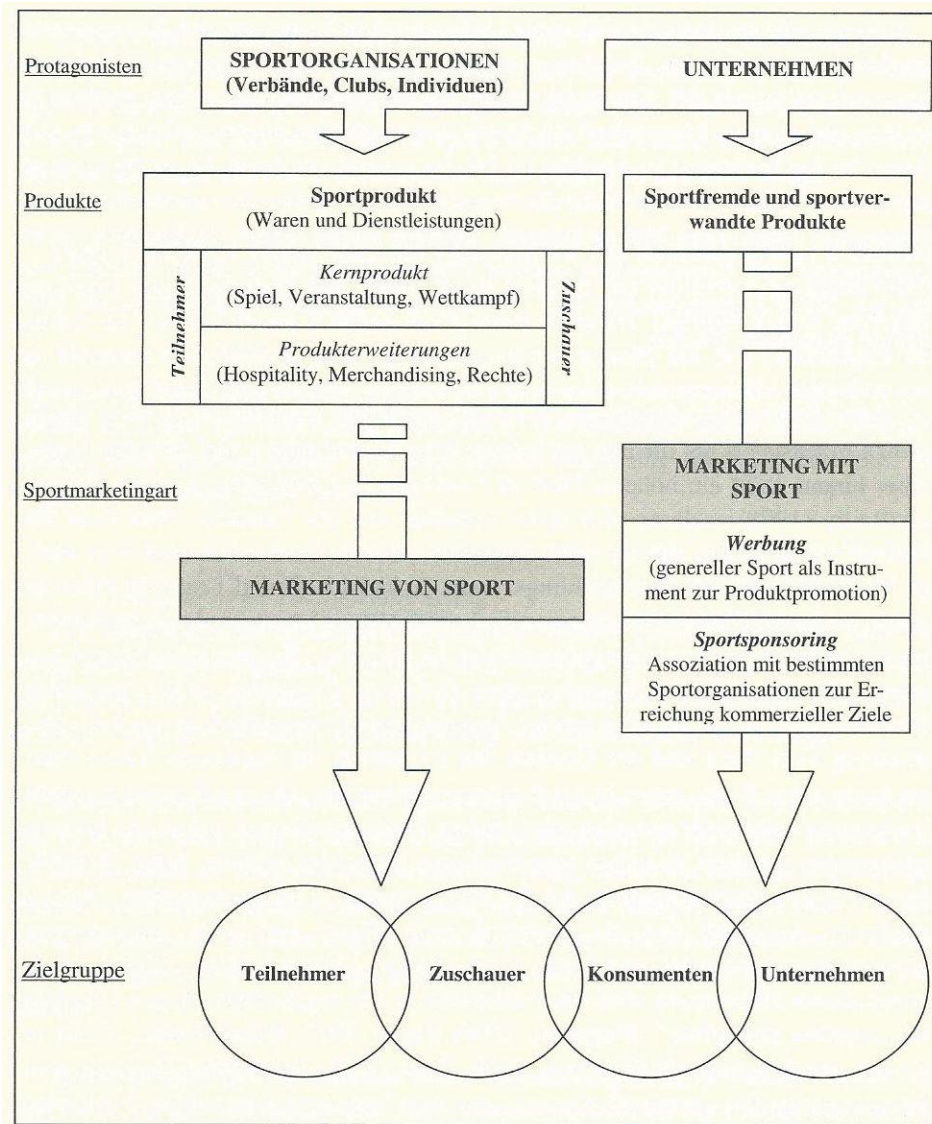 Protagonisten
SPORTORGANISATIONEN
(Verbände, Clubs, Individuen)
UNTERNEHMEN
Produkte
Sportprodukt
(Waren und Dienstleistungen)
Teilnehmer
Kernprodukt
(Spiel, Veranstaltung, Wettkampf)
Produkterweiterungen
(Hospitality, Merchandising, Rechte)
Zuschauer
Sportfremde und sportver-
wandte Produkte
Sportmarketingart
MARKETING VON SPORT
MARKETING MIT
SPORT
Werbung
(genereller Sport als Instru-
ment zur Produktpromotion)
Sportsponsoring
Assoziation mit bestimmten
Sportorganisationen zur Er-
reichung kommerzieller Ziele
Zielgruppe
Teilnehmer
Zuschauer
Konsumenten
Unternehmen